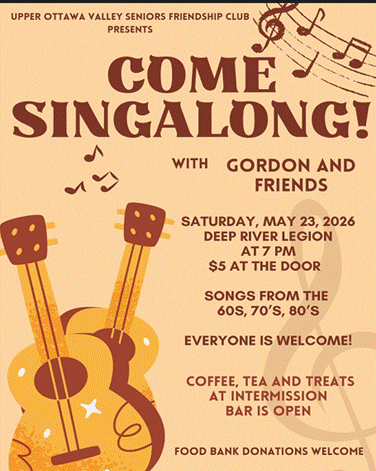 UPPER OTTAWA VALLEY SENIORS FRIENDSHIP CLUB
PRESENTS
COME
SINGALONG!
WITH GORDON AND
FRIENDS
SATURDAY, MAY 23, 2026
DEEP RIVER LEGION
AT 7 PM
$5 AT THE DOOR
SONGS FROM THE
60S, 70'S, 80'S
EVERYONE IS WELCOME!
COFFEE, TEA AND TREATS
AT INTERMISSION
BAR IS OPEN
FOOD BANK DONATIONS WELCOME